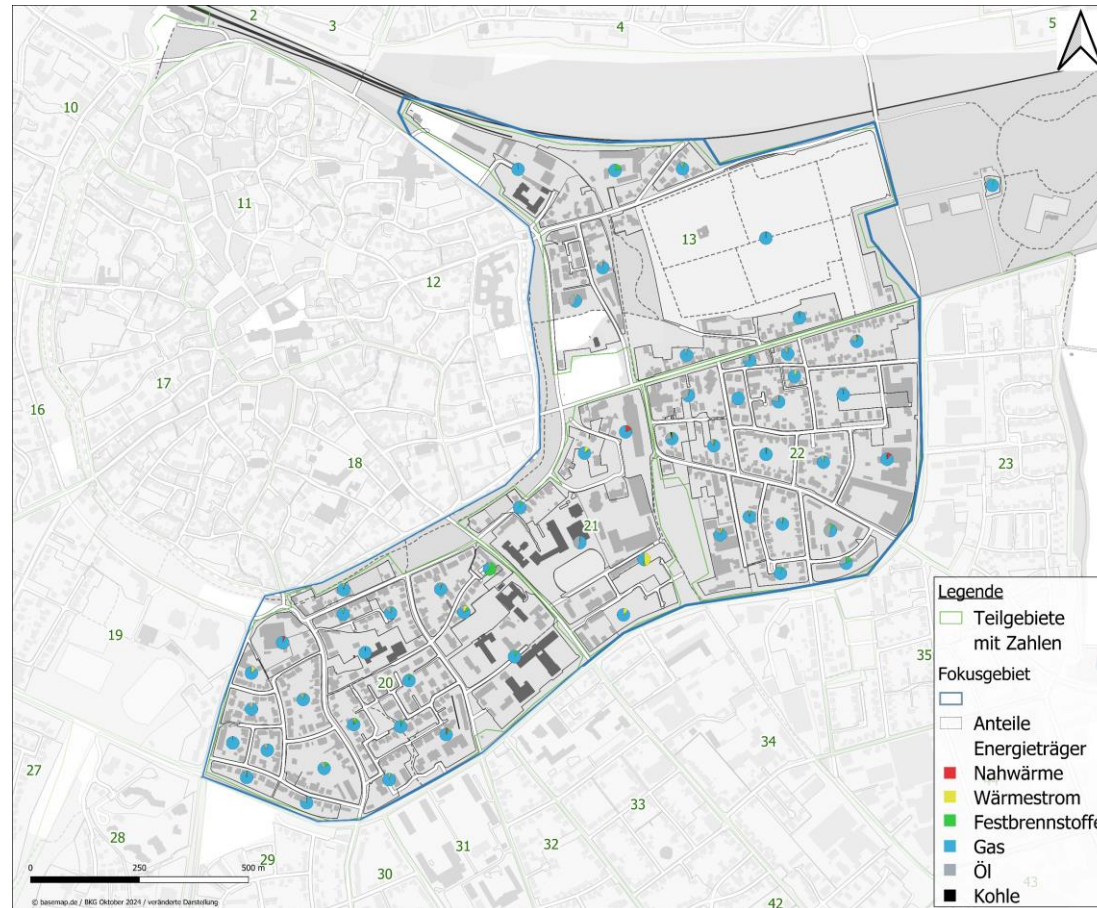 2
3
4
5
10
11
12
13
16
17
18
22
23
21
19
20
35
34
27
33
28
31
32
29
30
42
43
Legende
Teilgebiete
mit Zahlen
Fokusgebiet
Anteile
Energieträger
Nahwärme
Wärmestrom
Festbrennstoffe
Gas
Öl
Kohle
0 250 500 m
© basemap.de / BKG Oktober 2024 / veränderte Darstellung